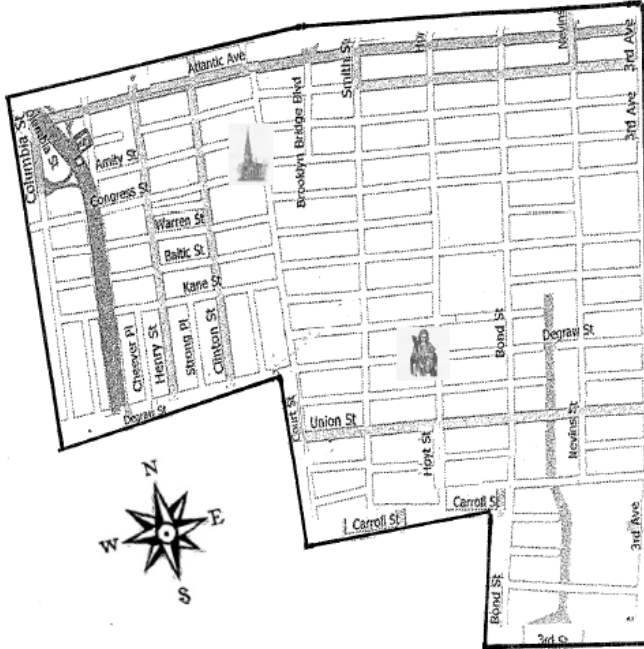 Nevins
3rd Ave
Smith St
Atlantic Ave
Brooklyn Bridge Blvd
3rd Ave
Columbia St
Amity St
Congress St
Warren St
Baltic St
Kane St
Cheever Pl
Henry St
Strong Pl
Clinton St
Bond St
Degraw St
Degraw St
Court St
Union St
Hoyt St
Nevins St
Carroll St
Carroll St
3rd Ave
Bond St
3rd St
N
E
W
S